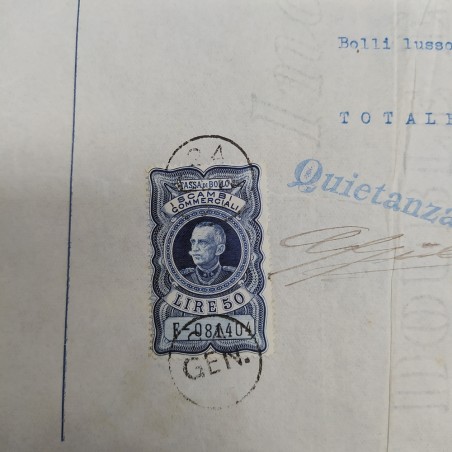 Bolli lusso
TOTALE
Quietanza
TASSA DI BOLLO
SCAMBI
COMMERCIALI
LIRE 50
E-081404
GEN.